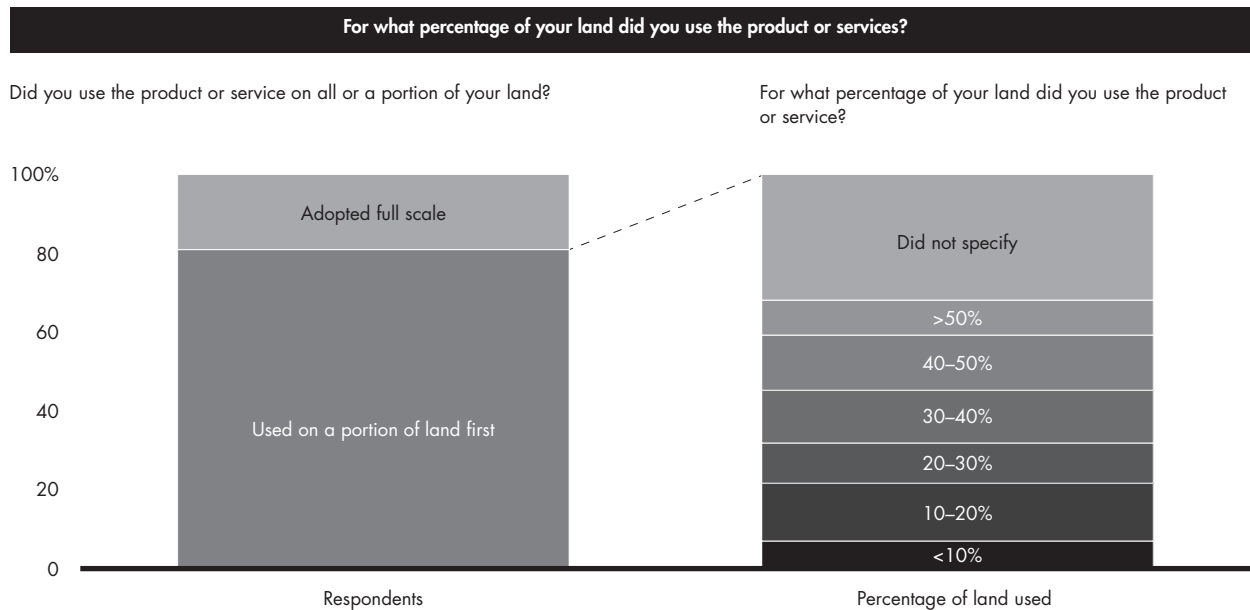 For what percentage of your land did you use the product or services?
Did you use the product or service on all or a portion of your land?
For what percentage of your land did you use the product
or service?
100%
80
60
40
20
0
Adopted full scale
Used on a portion of land first
Respondents
Did not specify
>50%
40–50%
30–40%
20–30%
10–20%
<10%
Percentage of land used